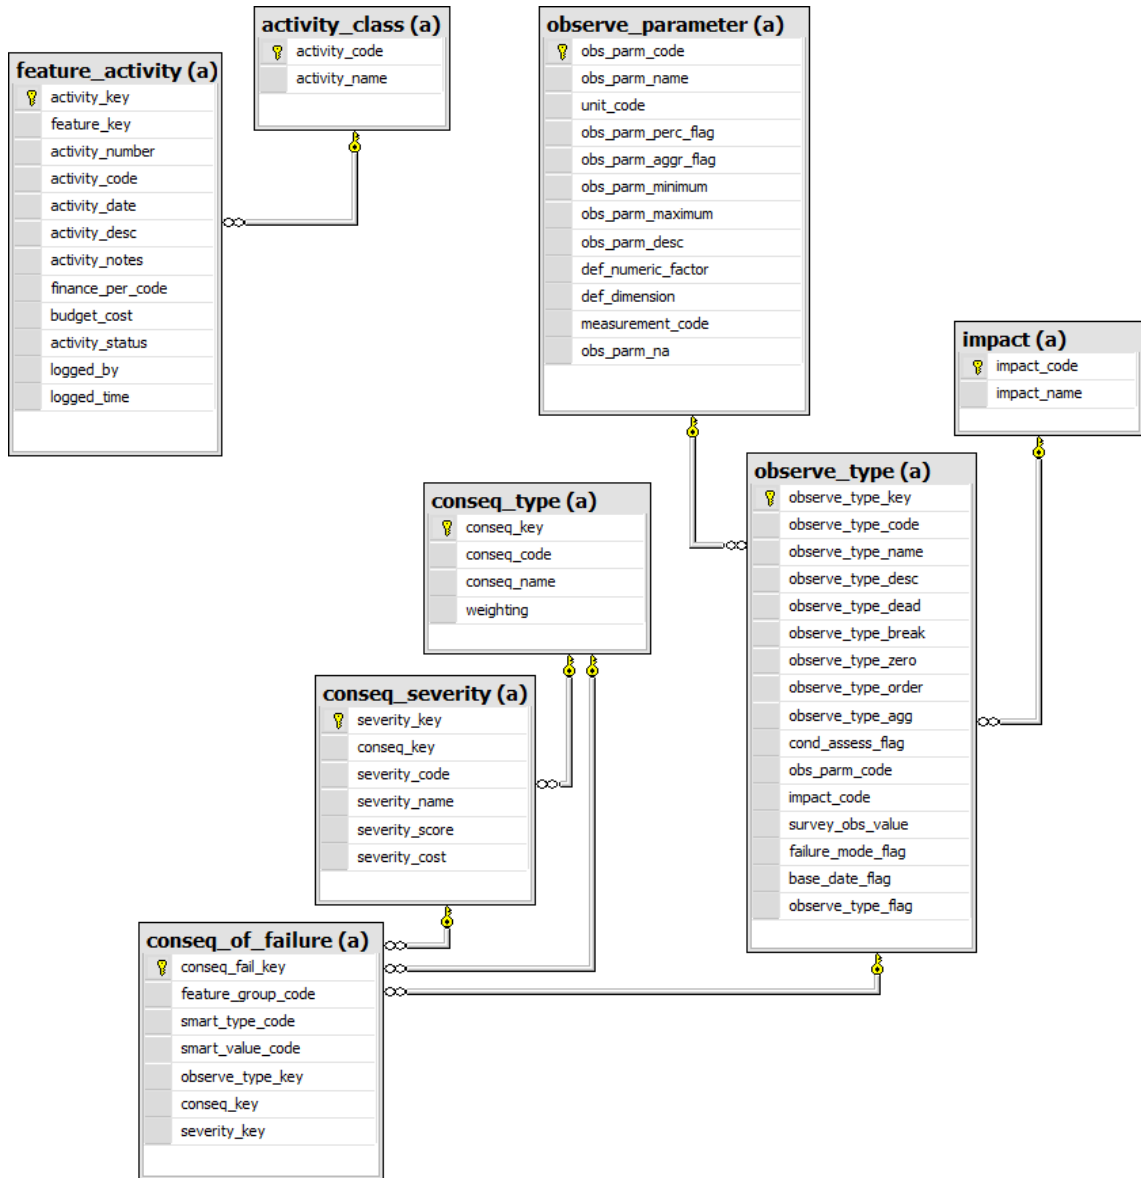 activity_class (a)
activity_code
activity_name
feature_activity (a)
activity_key
feature_key
activity_number
activity_code
activity_date
activity_desc
activity_notes
finance_per_code
budget_cost
activity_status
logged_by
logged_time
observe_parameter (a)
obs_parm_code
obs_parm_name
unit_code
obs_parm_perc_flag
obs_parm_aggr_flag
obs_parm_minimum
obs_parm_maximum
obs_parm_desc
def_numeric_factor
def_dimension
measurement_code
obs_parm_na
impact (a)
impact_code
impact_name
observe_type (a)
observe_type_key
observe_type_code
observe_type_name
observe_type_desc
observe_type_dead
observe_type_break
observe_type_zero
observe_type_order
observe_type_agg
cond_assess_flag
obs_parm_code
impact_code
survey_obs_value
failure_mode_flag
base_date_flag
observe_type_flag
conseq_type (a)
conseq_key
conseq_code
conseq_name
weighting
conseq_severity (a)
severity_key
conseq_key
severity_code
severity_name
severity_score
severity_cost
conseq_of_failure (a)
conseq_fail_key
feature_group_code
smart_type_code
smart_value_code
observe_type_key
conseq_key
severity_key